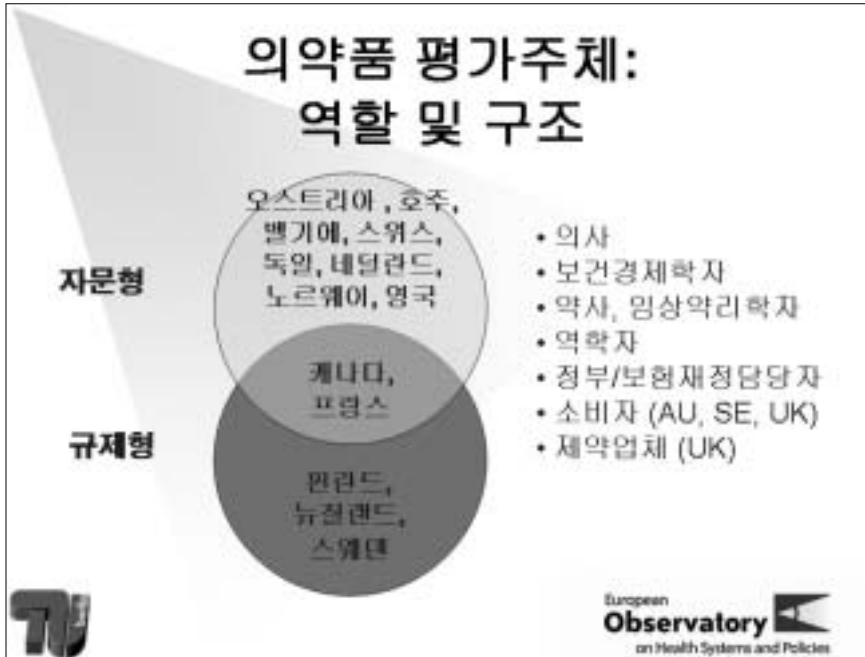 의약품 평가주체:
역할 및 구조
자문형
오스트리아, 호주,
벨기에, 스위스,
독일, 네덜란드,
노르웨이, 영국
캐나다,
프랑스
규제형
핀란드,
뉴질랜드,
스웨덴
• 의사
• 보건경제학자
• 약사, 임상약리학자
• 역학자
• 정부/보험재정담당자
• 소비자 (AU, SE, UK)
• 제약업체 (UK)
European
Observatory
on Health Systems and Policies